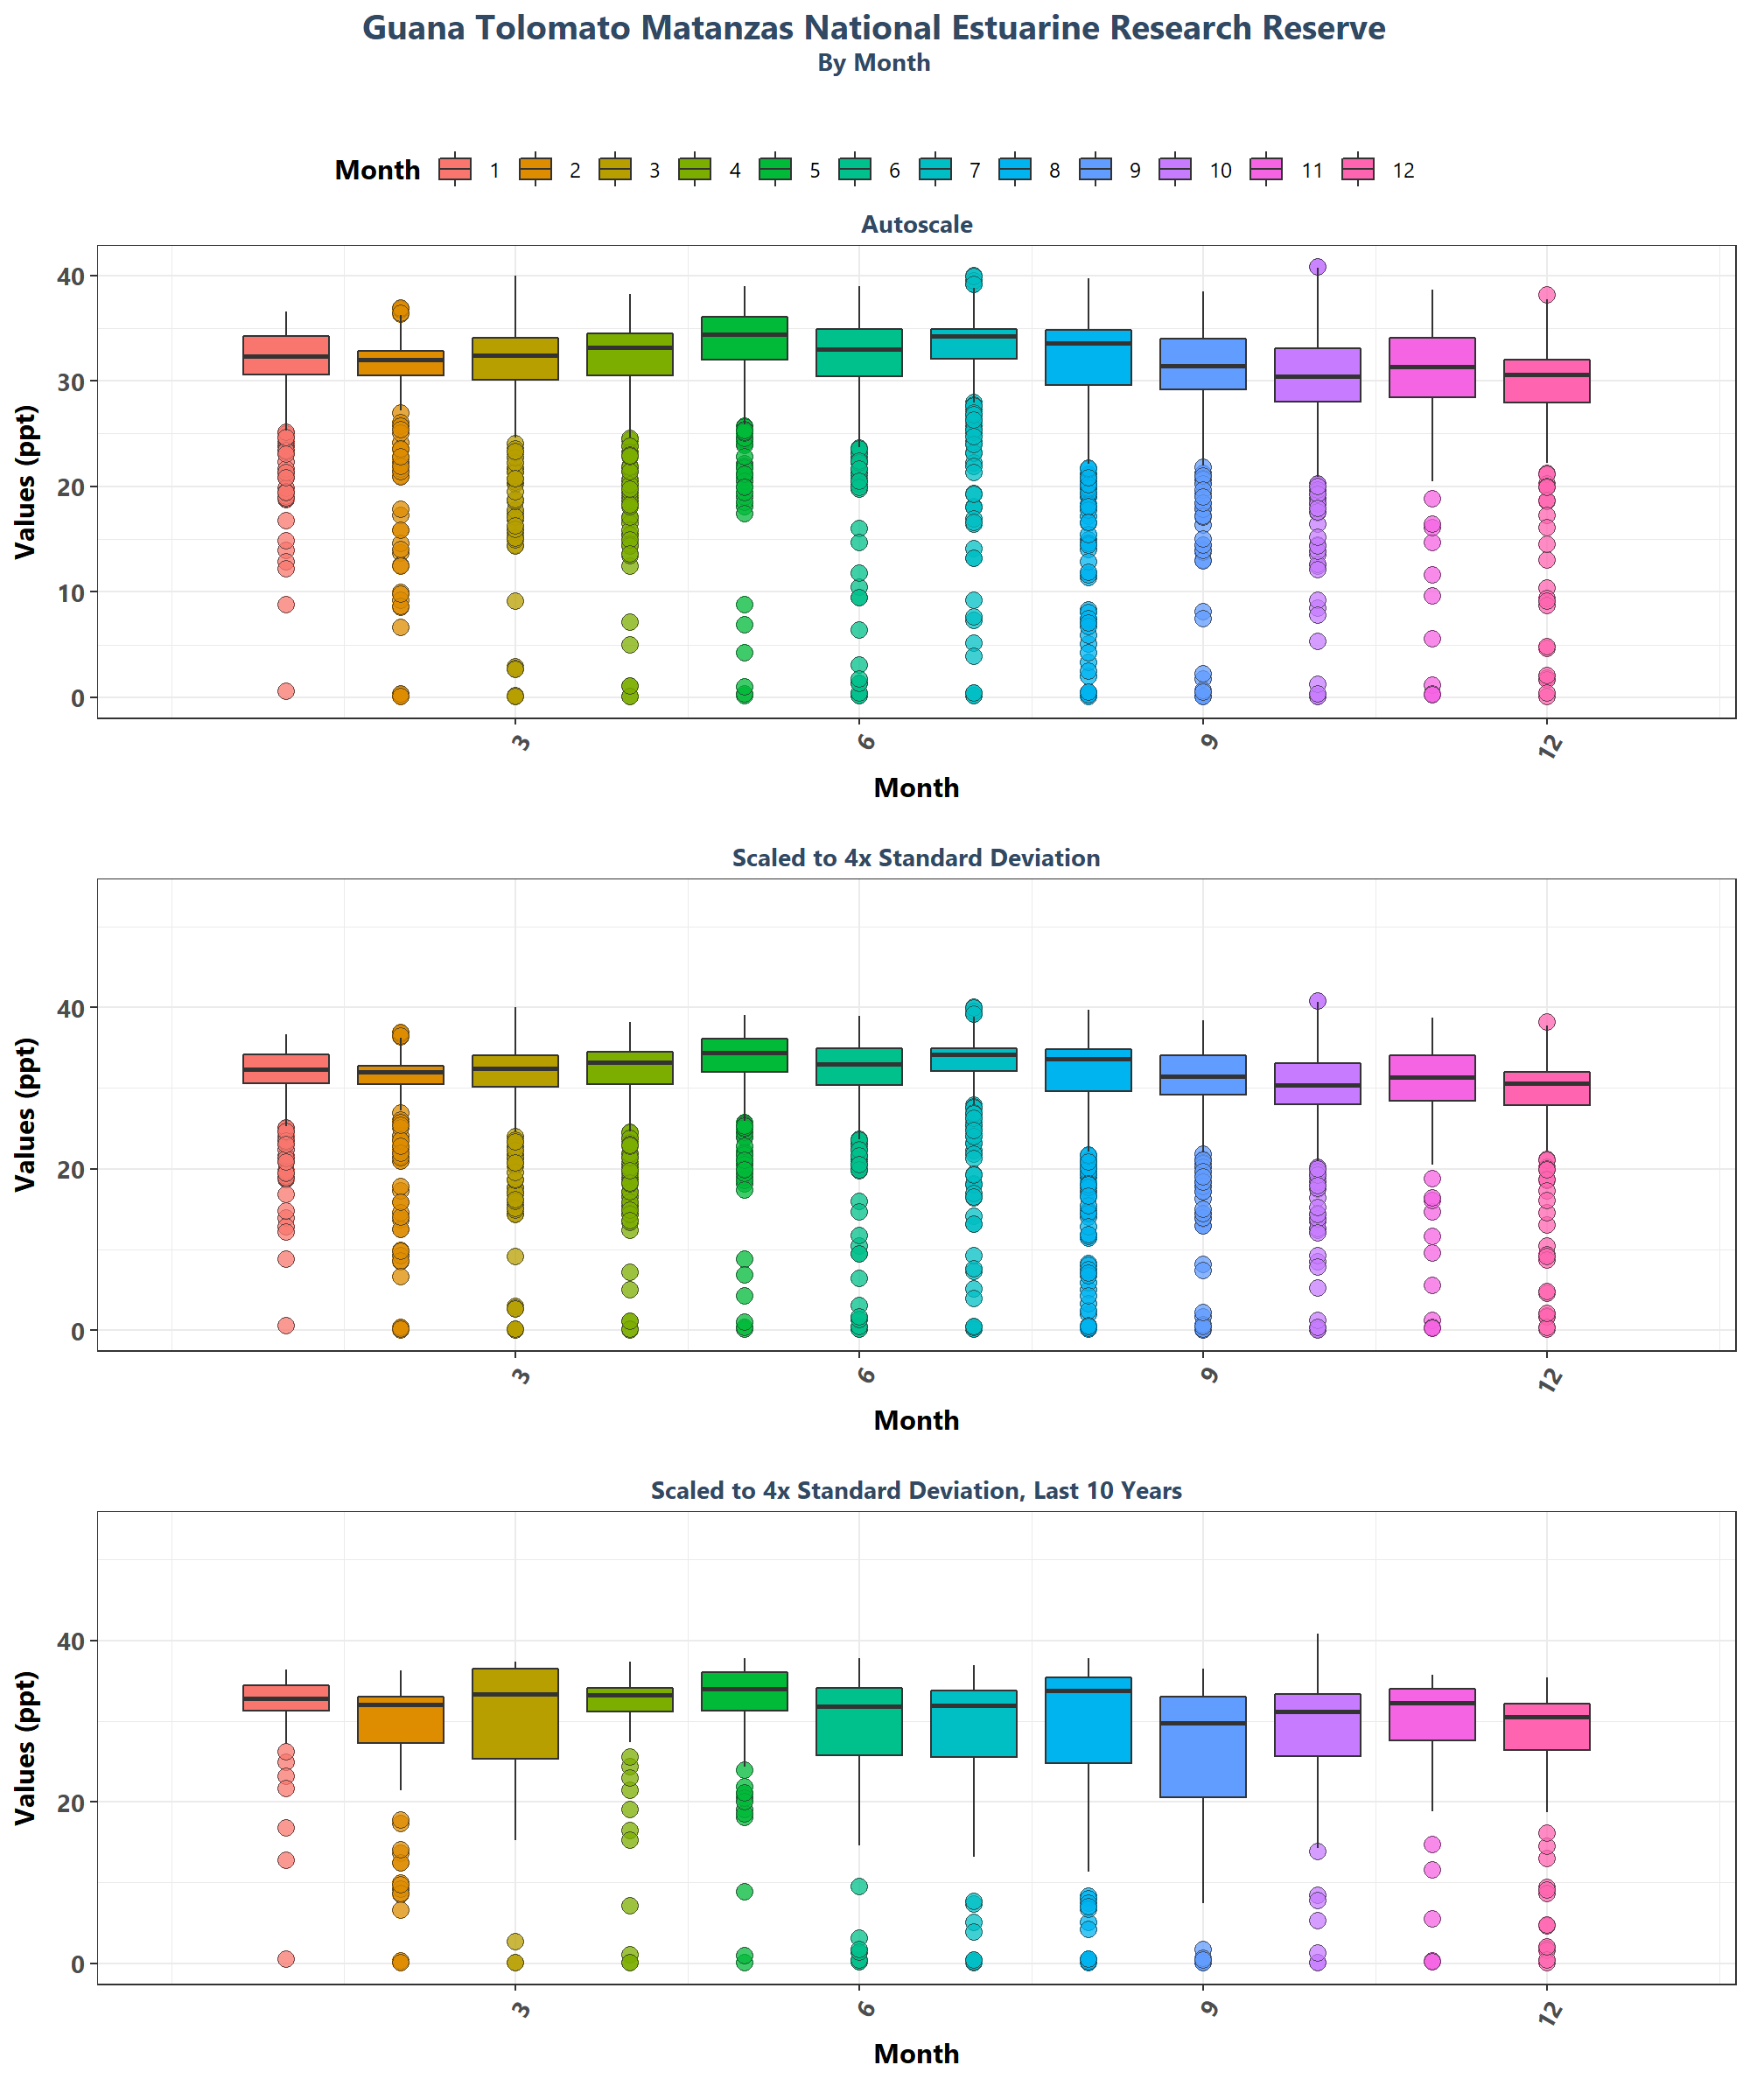 Guana Tolomato Matanzas National Estuarine Research Reserve
By Month
Month 1 2 3 4 5 6 7 8 9 10 11 12
Autoscale
Values (ppt)
40
30
20
10
0
3 6 9 12
Month
Scaled to 4x Standard Deviation
Values (ppt)
40
20
0
3 6 9 12
Month
Scaled to 4x Standard Deviation, Last 10 Years
Values (ppt)
40
20
0
3 6 9 12
Month